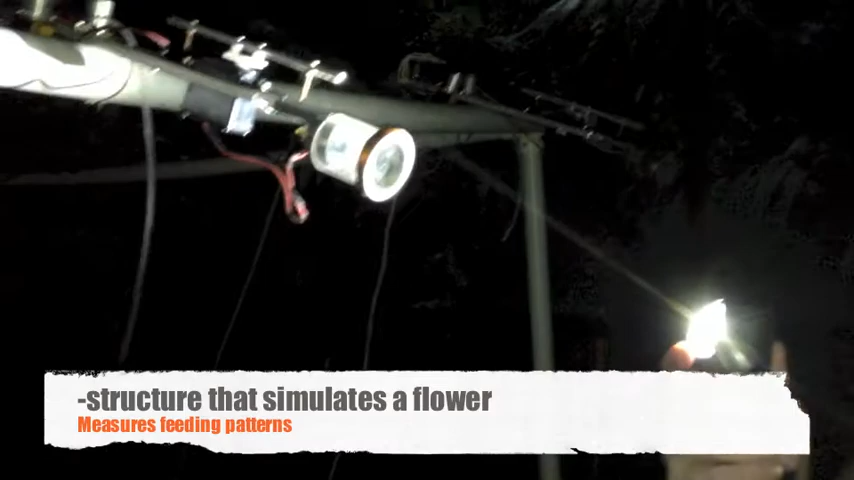 -structure that simulates a flower
Measures feeding patterns